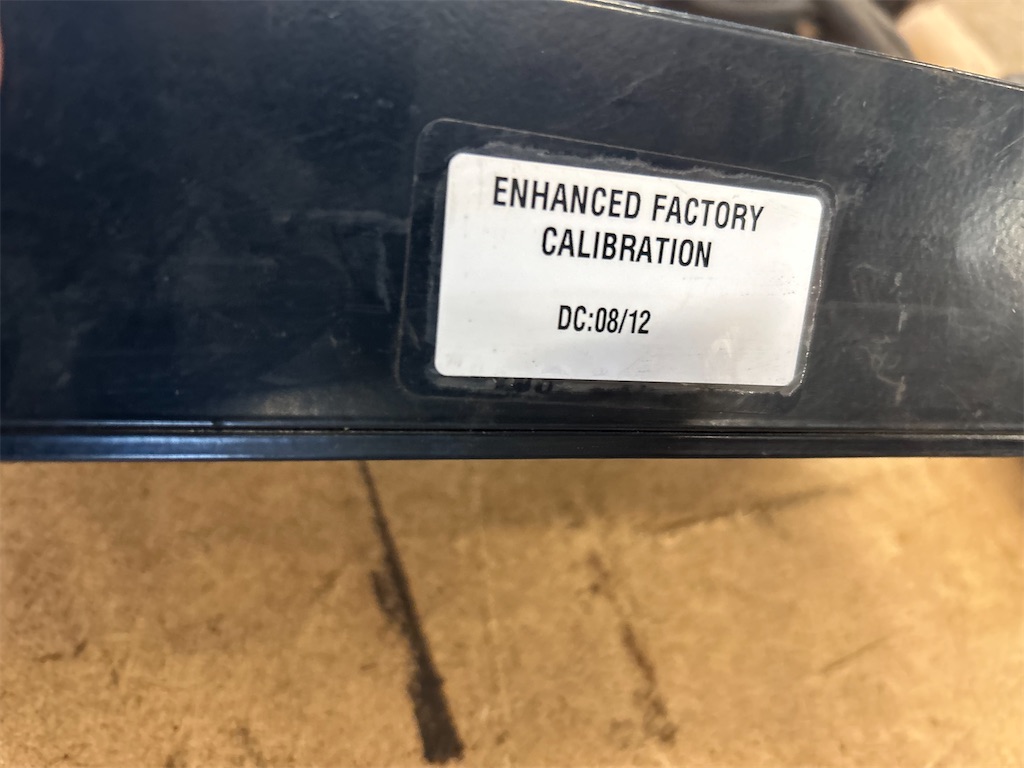 ENHANCED FACTORY
CALIBRATION
DC:08/12